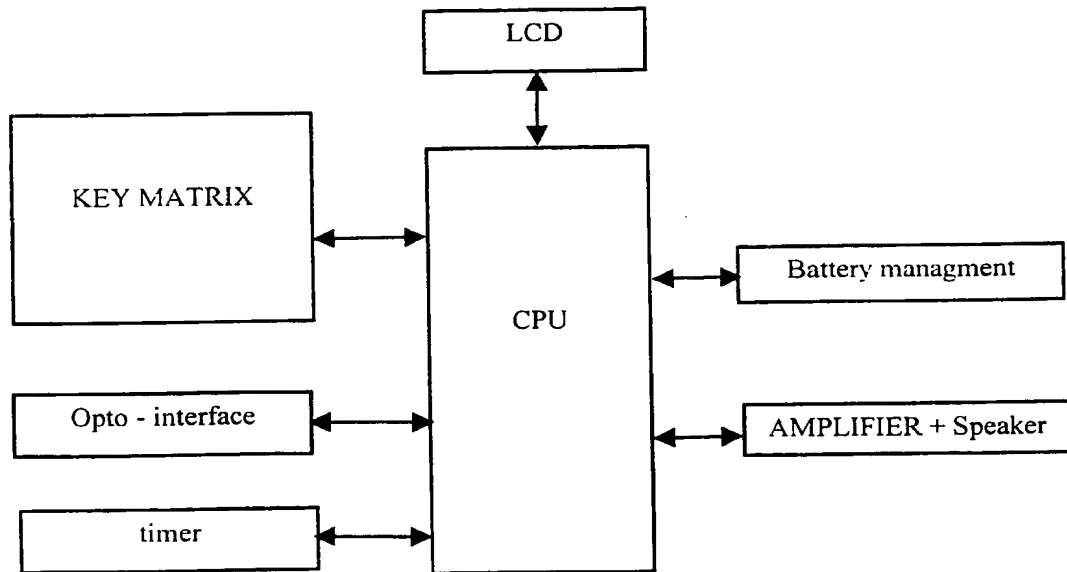 LCD
KEY MATRIX
CPU
Battery managment
Opto - interface
AMPLIFIER + Speaker
timer